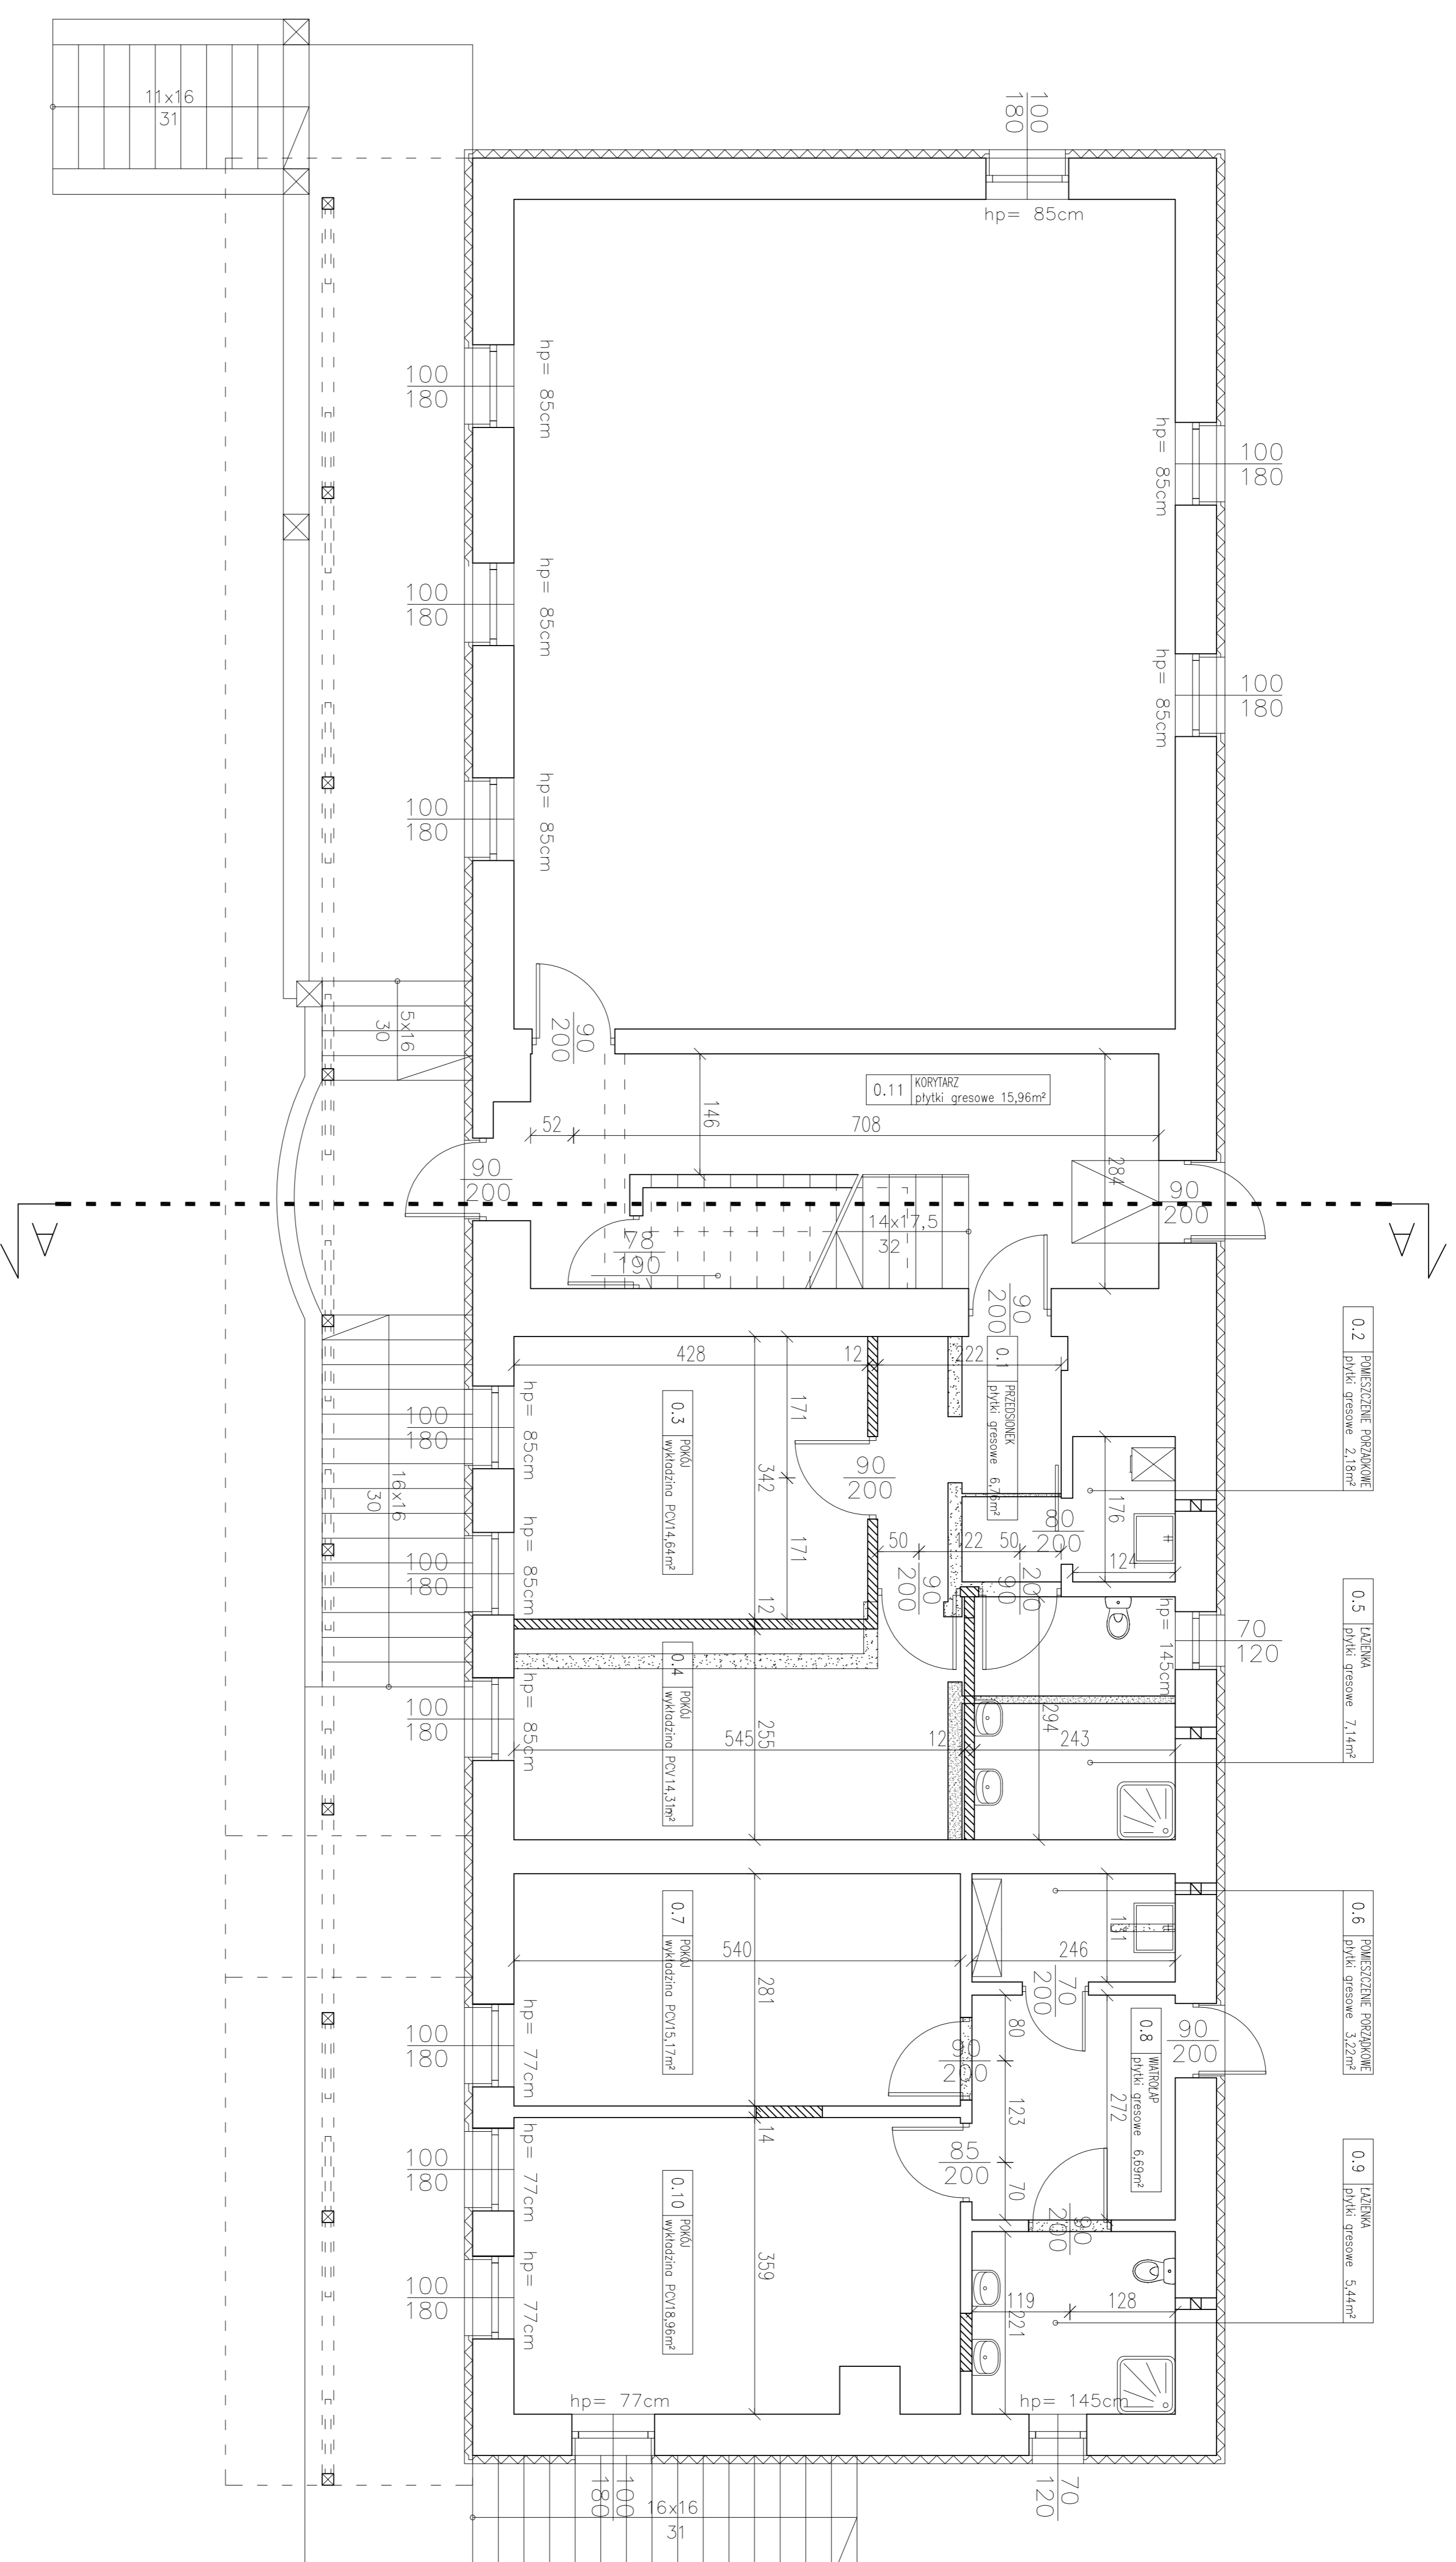 11x16
31
100
180
hp= 85cm
100
180
hp= 85cm
100
180
hp= 85cm
100
180
hp= 85cm
100
180
hp= 85cm
100
180
hp= 85cm
5x16
30
90
200
0.11
KORYTARZ
płytki gresowe 15,96m²
146
52
708
284
90
200
90
200
14x17,5
32
78
190
A
A
90
200
0.2
POMIESZCZENIE PORZĄDKOWE
płytki gresowe 2,18m²
428
12
222
0.1
PRZEDSIONEK
płytki gresowe 6,76m²
171
342
171
0.3
POKÓJ
wykładzina PCV14,64m²
hp= 85cm
100
180
90
200
176
80
200
124
50
122
50
90
200
90
200
16x16
30
hp= 85cm
100
180
12
0.5
ŁAZIENKA
płytki gresowe 7,14m²
70
120
hp= 145cm
0.4
POKÓJ
wykładzina PCV14,31m²
hp= 85cm
100
180
294
545
255
12
243
0.6
POMIESZCZENIE PORZĄDKOWE
płytki gresowe 3,22m²
0.7
POKÓJ
wykładzina PCV15,17m²
540
281
246
131
70
200
80
90
200
0.8
WIATROŁAP
płytki gresowe 6,69m²
272
90
200
hp= 77cm
100
180
123
14
85
200
70
hp= 77cm
100
180
0.9
ŁAZIENKA
płytki gresowe 5,44m²
0.10
POKÓJ
wykładzina PCV18,96m²
90
200
359
119
128
221
hp= 77cm
100
180
hp= 77cm
hp= 145cm
100
180
70
120
16x16
31